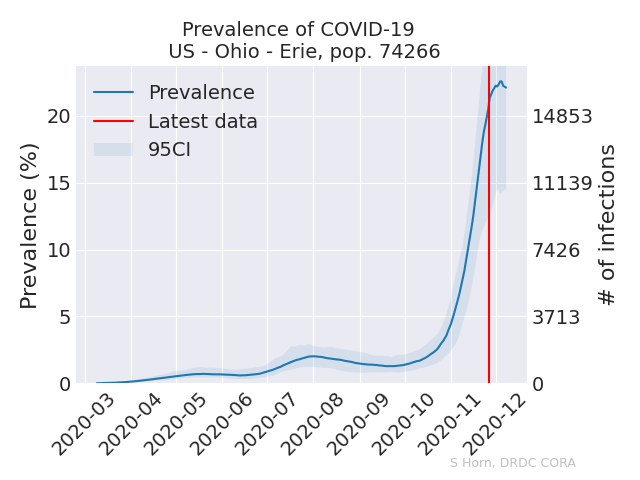 Prevalence of COVID-19
US - Ohio - Erie, pop. 74266
Prevalence
Latest data
95CI
Prevalence (%)
20
15
10
5
0
14853
11139
7426
3713
0
# of infections
2020-03
2020-04
2020-05
2020-06
2020-07
2020-08
2020-09
2020-10
2020-11
2020-12
S Horn, DRDC CORA